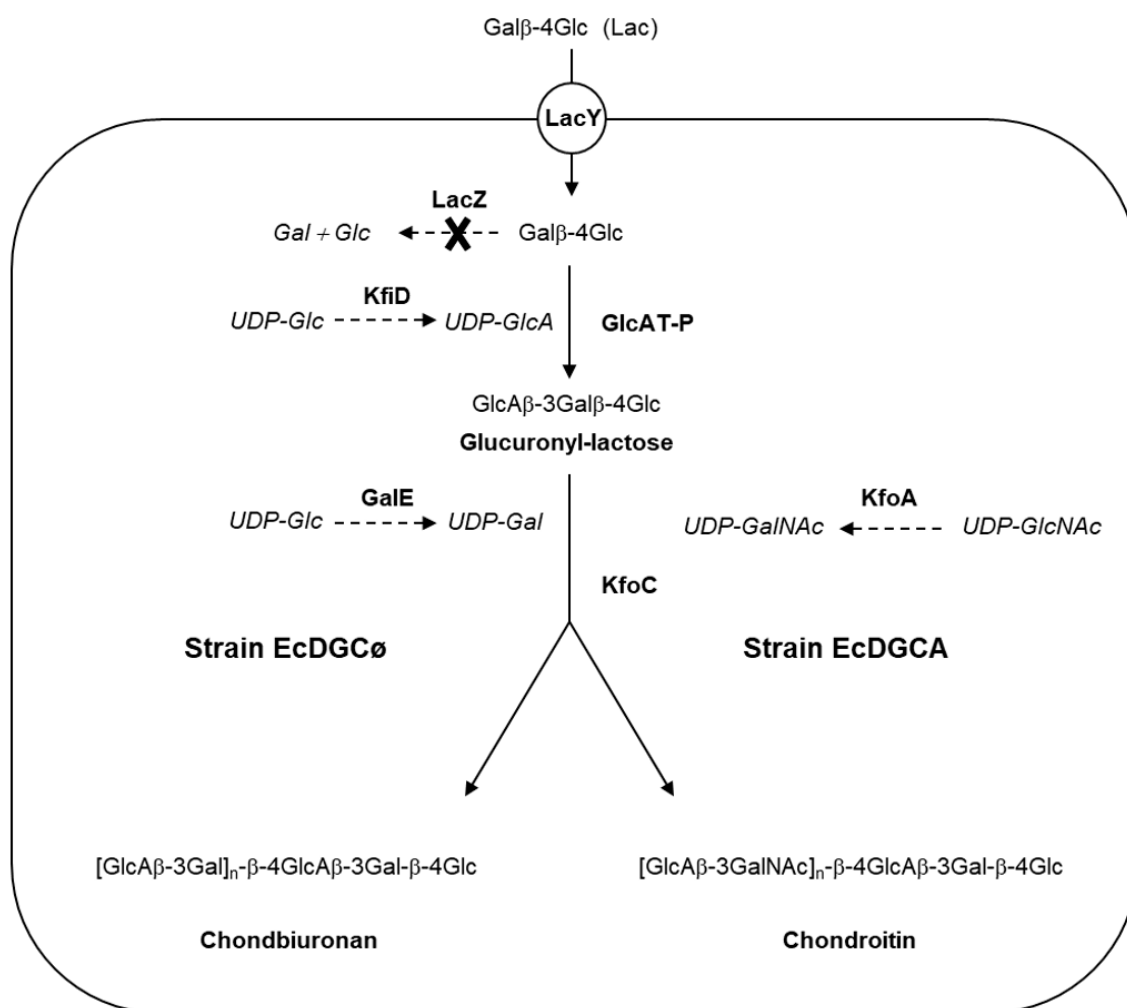 Galβ-4Glc (Lac)
LacY
LacZ
Gal + Glc
Galβ-4Glc
KfiD
UDP-Glc
UDP-GlcA
GlcAT-P
GlcAβ-3Galβ-4Glc
Glucuronyl-lactose
GalE
KfoA
UDP-Glc
UDP-Gal
UDP-GalNAc
UDP-GlcNAc
KfoC
Strain EcDGCø
Strain EcDGCA
[GlcAβ-3Gal]n-β-4GlcAβ-3Gal-β-4Glc
[GlcAβ-3GalNAc]n-β-4GlcAβ-3Gal-β-4Glc
Chondbiuronan
Chondroitin